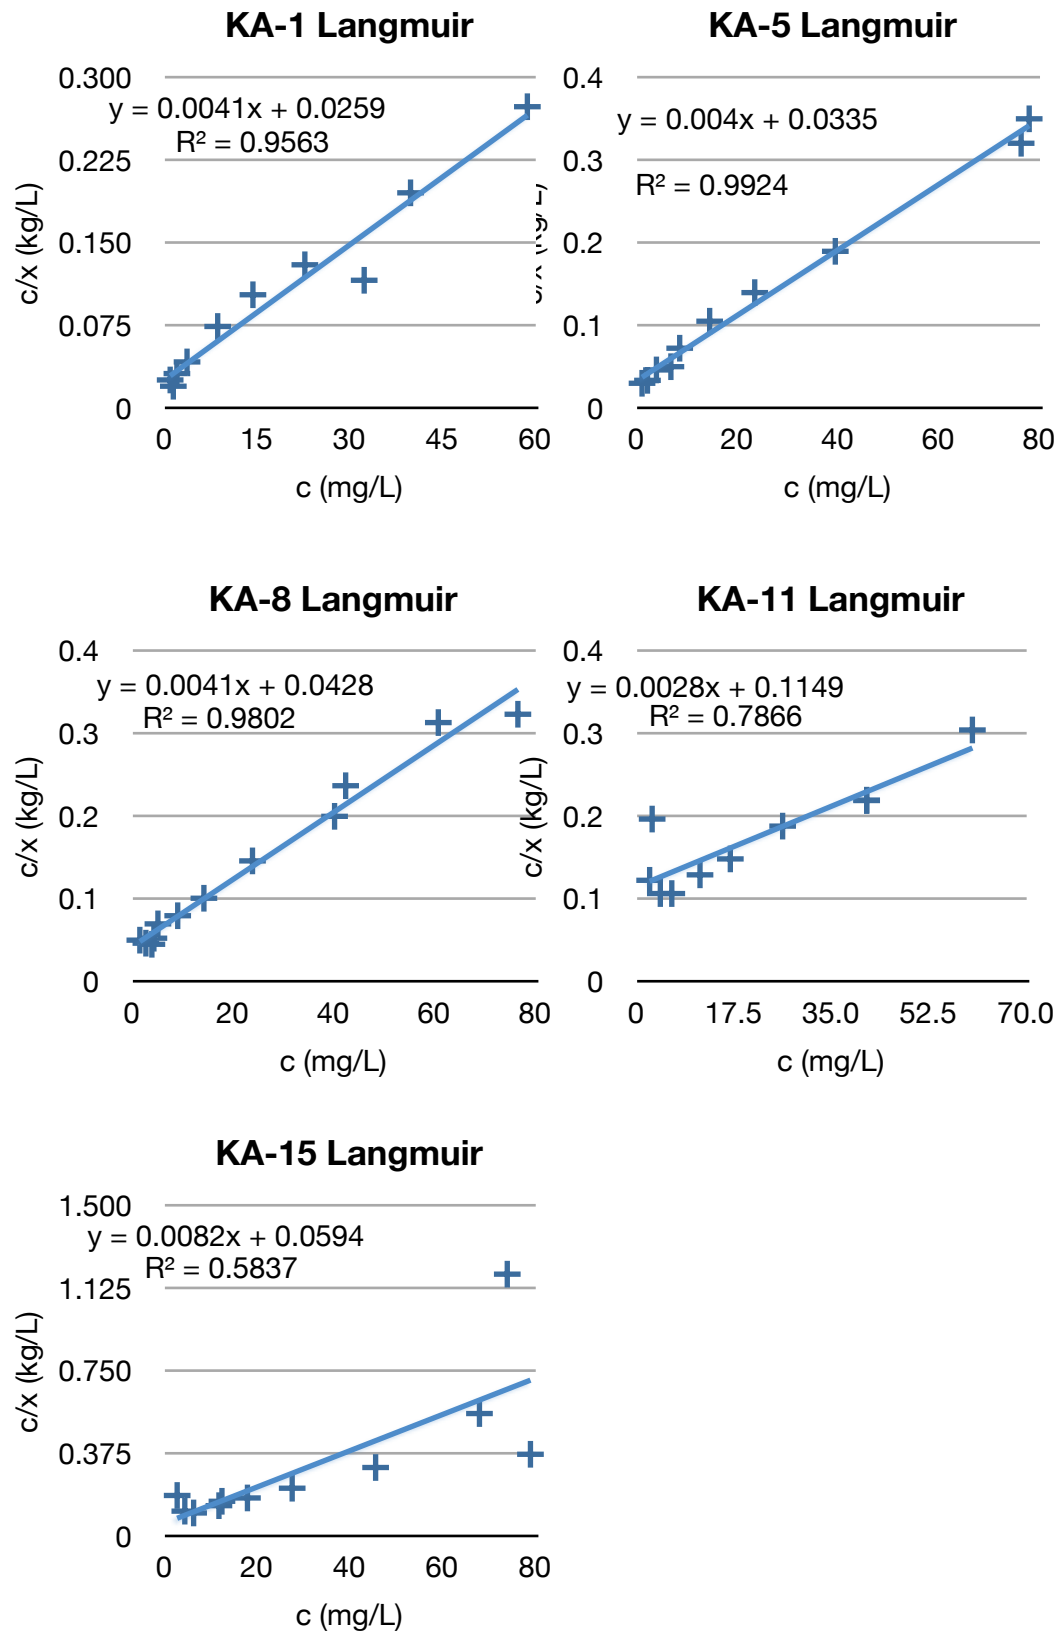 KA-1 Langmuir
0.300
y = 0.0041x + 0.0259
R² = 0.9563
0.225
0.150
0.075
0
c/x (kg/L)
0 15 30 45 60
c (mg/L)
KA-5 Langmuir
0.4
y = 0.004x + 0.0335
0.3
R² = 0.9924
0.2
0.1
0
c/x (kg/L)
0 20 40 60 80
c (mg/L)
KA-8 Langmuir
0.4
y = 0.0041x + 0.0428
R² = 0.9802
0.3
0.2
0.1
0
c/x (kg/L)
0 20 40 60 80
c (mg/L)
KA-11 Langmuir
0.4
y = 0.0028x + 0.1149
R² = 0.7866
0.3
0.2
0.1
0
c/x (kg/L)
0 17.5 35.0 52.5 70.0
c (mg/L)
KA-15 Langmuir
1.500
y = 0.0082x + 0.0594
R² = 0.5837
1.125
0.750
0.375
0
c/x (kg/L)
0 20 40 60 80
c (mg/L)